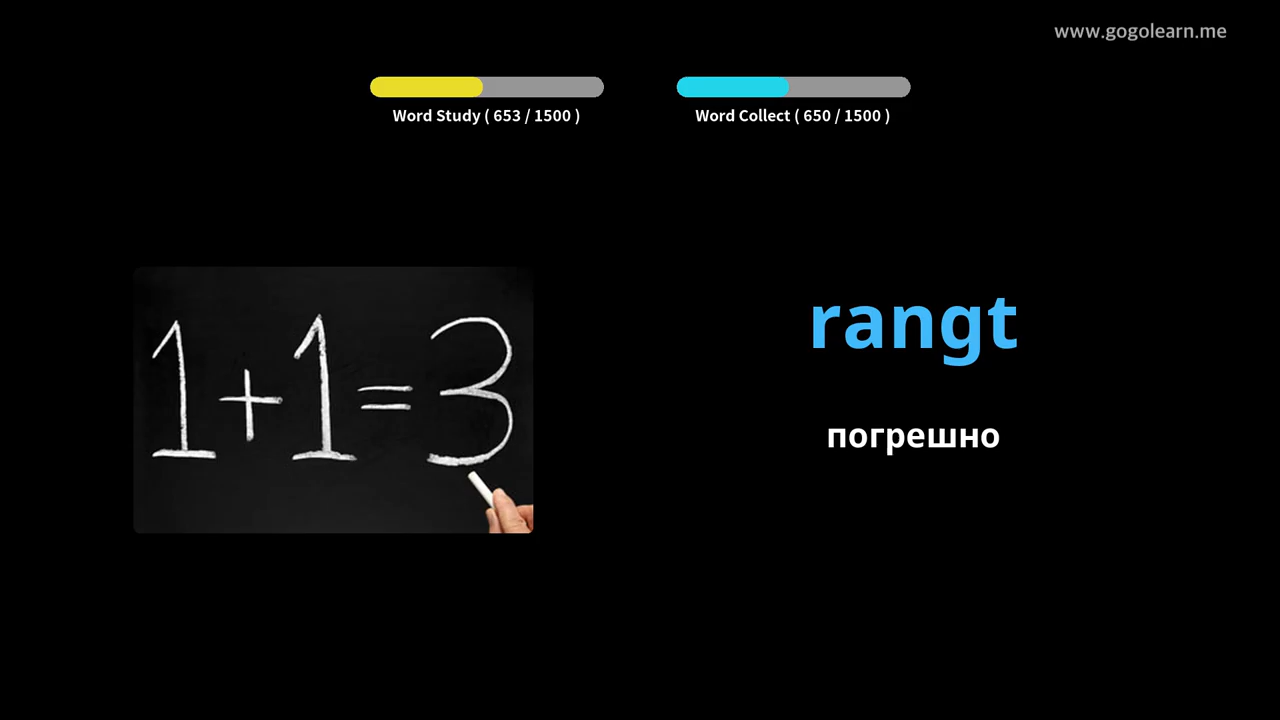 www.gogolearn.me
Word Study ( 653 / 1500 )
Word Collect ( 650 / 1500 )
1+1=3
rangt
погрешно